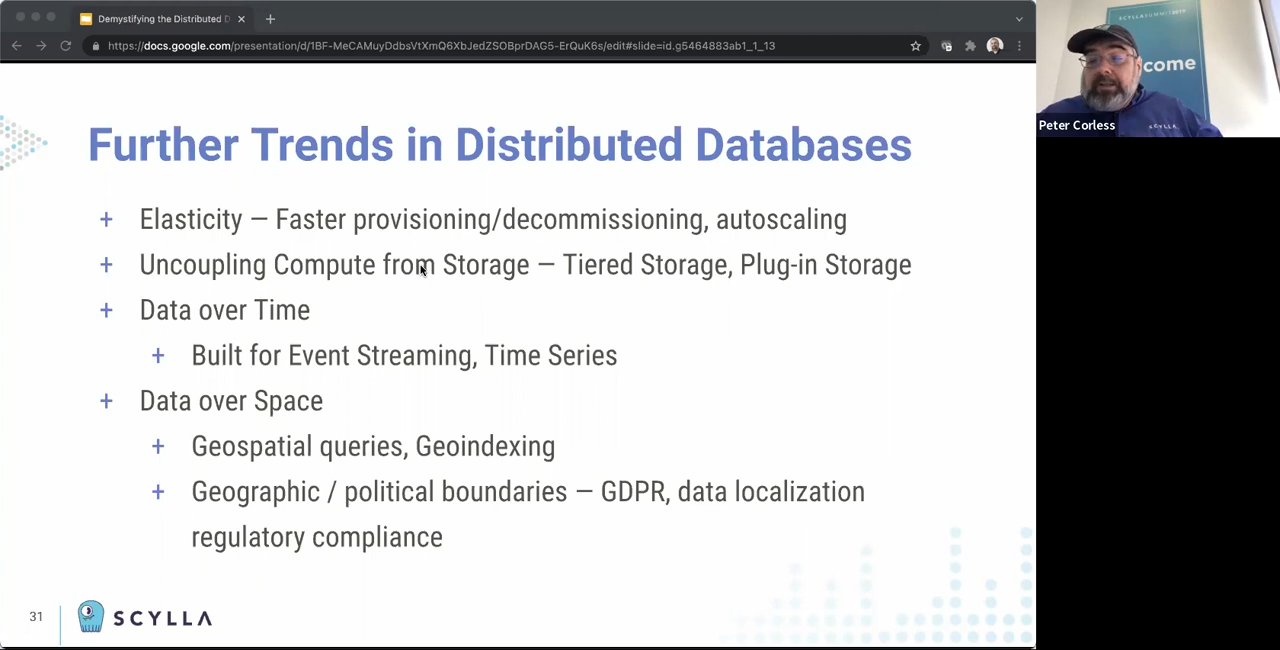 Demystifying the Distributed D
https://docs.google.com/presentation/d/1BF-MeCAMuyDdbsVtXmQ6XbJedZSOBprDAG5-ErQuK6s/edit#slide=id.g5464883ab1_1_13
Further Trends in Distributed Databases
+ Elasticity — Faster provisioning/decommissioning, autoscaling
+ Uncoupling Compute from Storage — Tiered Storage, Plug-in Storage
+ Data over Time
+ Built for Event Streaming, Time Series
+ Data over Space
+ Geospatial queries, Geoindexing
+ Geographic / political boundaries — GDPR, data localization
regulatory compliance
31
SCYLLA
SCYLLASUMMIT2019
come
SCYLLA
Peter Corless